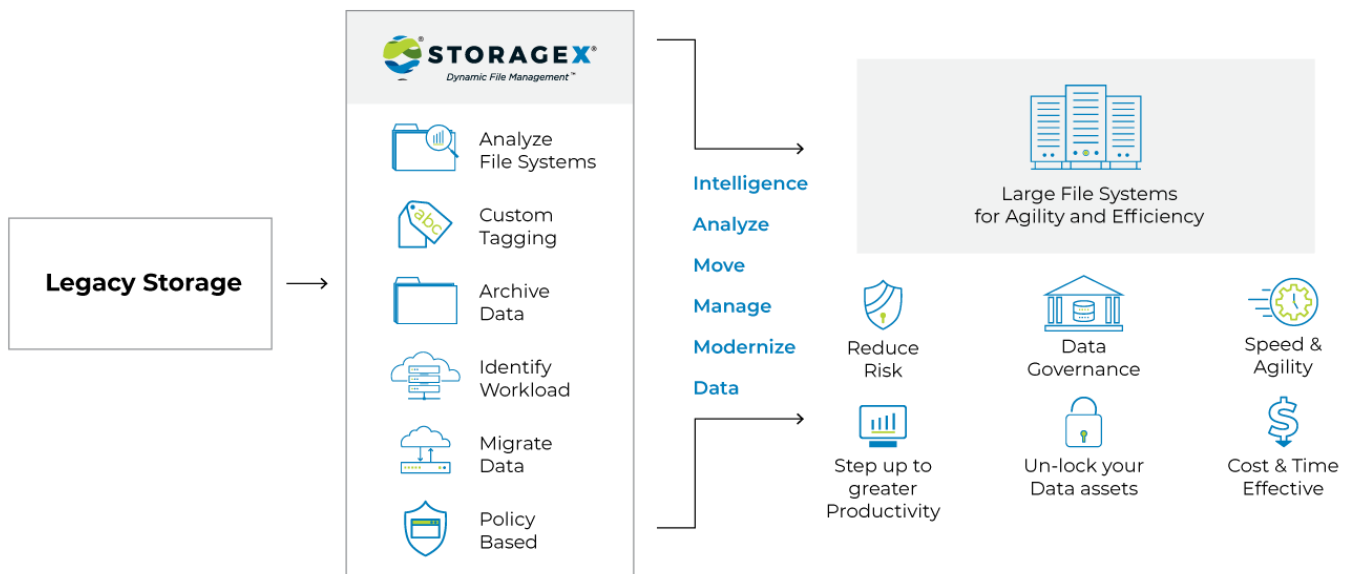 Legacy Storage
STORAGEX®
Dynamic File Management™
Analyze
File Systems
abc
Custom
Tagging
Archive
Data
Identify
Workload
Migrate
Data
Policy
Based
Intelligence
Analyze
Move
Manage
Modernize
Data
Large File Systems
for Agility and Efficiency
Reduce
Risk
Data
Governance
Speed &
Agility
Step up to
greater
Productivity
Un-lock your
Data assets
$
Cost & Time
Effective